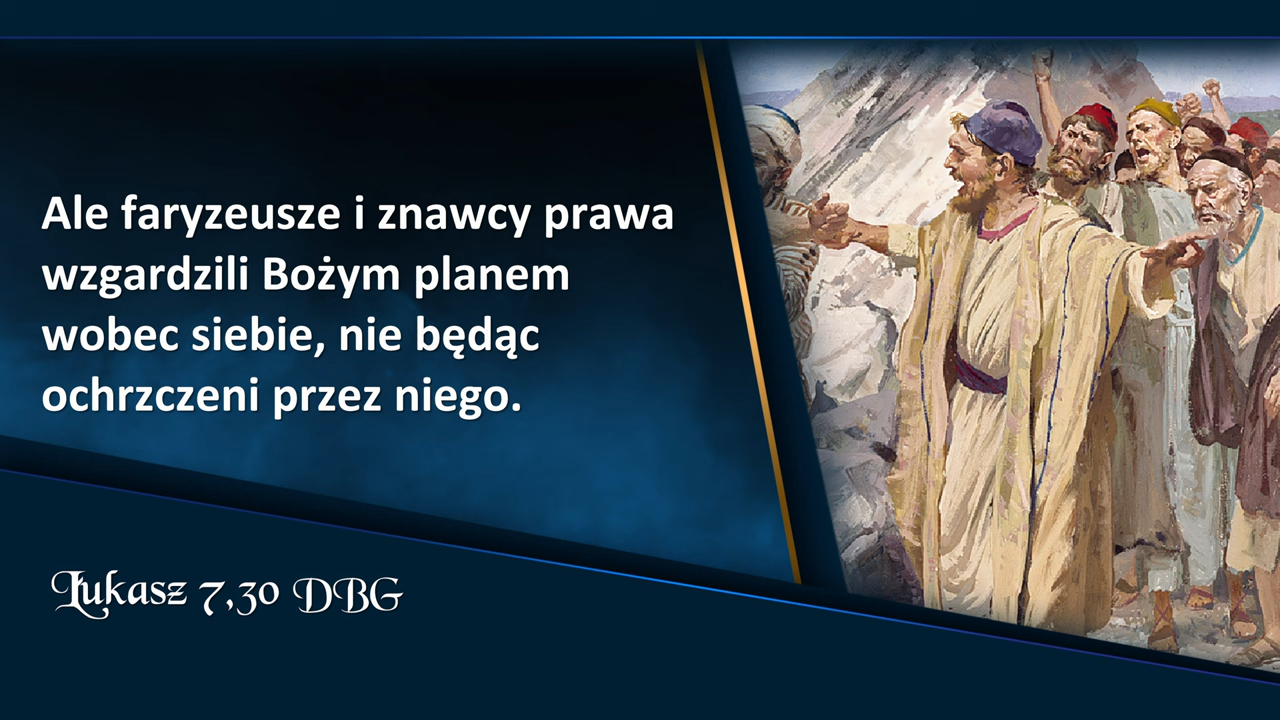 Ale faryzeusze i znawcy prawa
wzgardzili Bożym planem
wobec siebie, nie będąc
ochrzczeni przez niego.
Łukasz 7,30 DBG